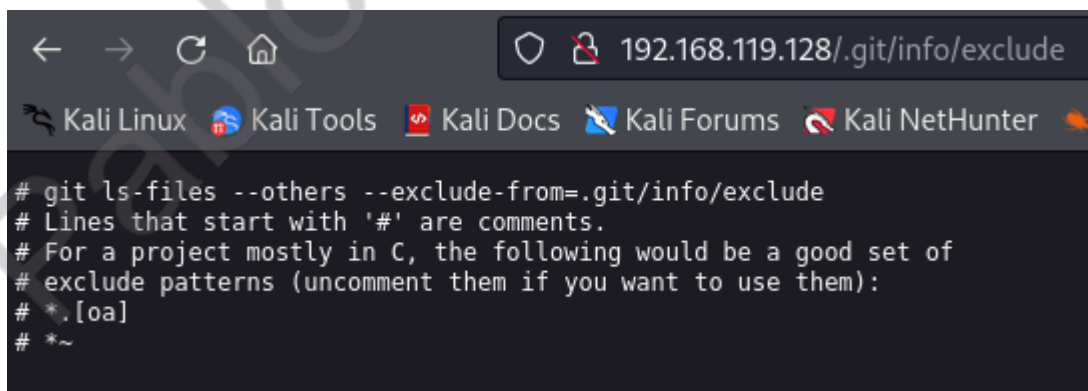 192.168.119.128/.git/info/exclude
Kali Linux Kali Tools Kali Docs Kali Forums Kali NetHunter
# git ls-files --others --exclude-from=.git/info/exclude
# Lines that start with '#' are comments.
# For a project mostly in C, the following would be a good set of
# exclude patterns (uncomment them if you want to use them):
# *.[oa]
# *~